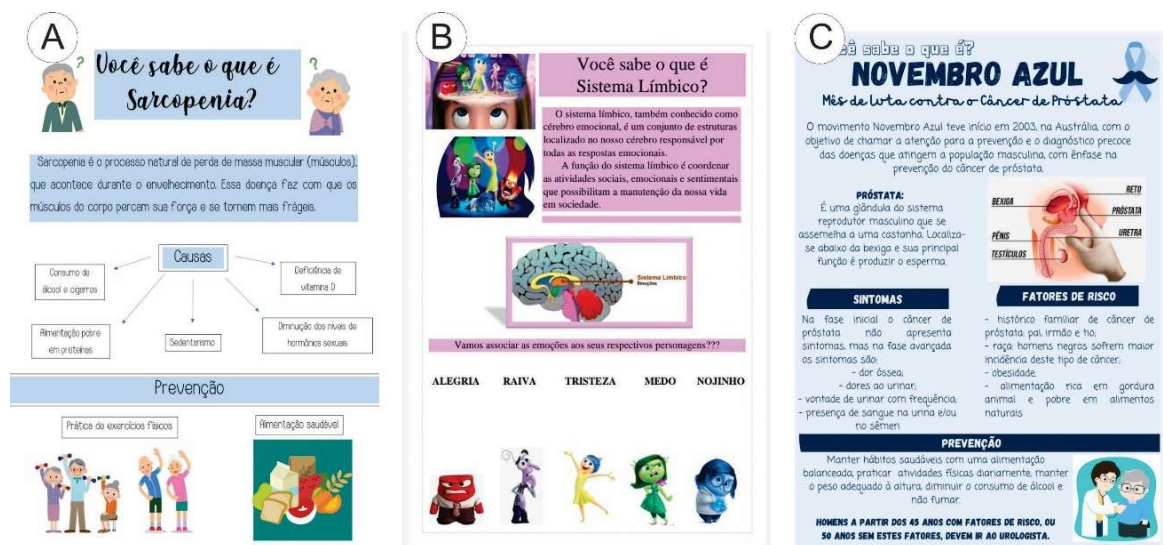 A
Você sabe o que é
Sarcopenia?
Sarcopenia é o processo natural de perda de massa muscular (músculos),
que acontece durante o envelhecimento. Essa doença faz com que os
músculos do corpo percam sua força e se tornem mais frágeis.
Causas
Consumo de
álcool e cigarros
Deficiência de
vitamina D
Alimentação pobre
em proteínas
Sedentarismo
Diminuição dos níveis de
hormônios sexuais
Prevenção
Prática de exercícios físicos
Alimentação saudável
B
Você sabe o que é
Sistema Límbico?
O sistema límbico, também conhecido como
cérebro emocional, é um conjunto de estruturas
localizado no nosso cérebro responsável por
todas as respostas emocionais.
A função do sistema límbico é coordenar
as atividades sociais, emocionais e sentimentais
que possibilitam a manutenção da nossa vida
em sociedade.
Sistema Límbico
Emoções
Vamos associar as emoções aos seus respectivos personagens???
ALEGRIA RAIVA TRISTEZA MEDO NOJINHO
C
cê sabe o que é?
NOVEMBRO AZUL
Mês de luta contra o Câncer de Próstata
O movimento Novembro Azul teve início em 2003, na Austrália, com o
objetivo de chamar a atenção para a prevenção e o diagnóstico precoce
das doenças que atingem a população masculina, com ênfase na
prevenção do câncer de próstata.
PRÓSTATA:
É uma glândula do sistema
reprodutor masculino que se
assemelha a uma castanha. Localiza-
se abaixo da bexiga e sua principal
função é produzir o esperma.
BEXIGA
PÊNIS
TESTÍCULOS
RETO
PRÓSTATA
URETRA
SINTOMAS
Na fase inicial o câncer de
próstata não apresenta
sintomas, mas na fase avançada
os sintomas são:
- dor óssea;
- dores ao urinar;
- vontade de urinar com frequência;
- presença de sangue na urina e/ou
no sêmen
FATORES DE RISCO
- histórico familiar de câncer de
próstata: pai, irmão e tio;
- raça: homens negros sofrem maior
incidência deste tipo de câncer;
- obesidade.
- alimentação rica em gordura
animal e pobre em alimentos
naturais
PREVENÇÃO
Manter hábitos saudáveis com uma alimentação
balanceada, praticar atividades físicas diariamente, manter
o peso adequado à altura, diminuir o consumo de álcool e
não fumar.
HOMENS A PARTIR DOS 45 ANOS COM FATORES DE RISCO, OU
50 ANOS SEM ESTES FATORES, DEVEM IR AO UROLOGISTA.